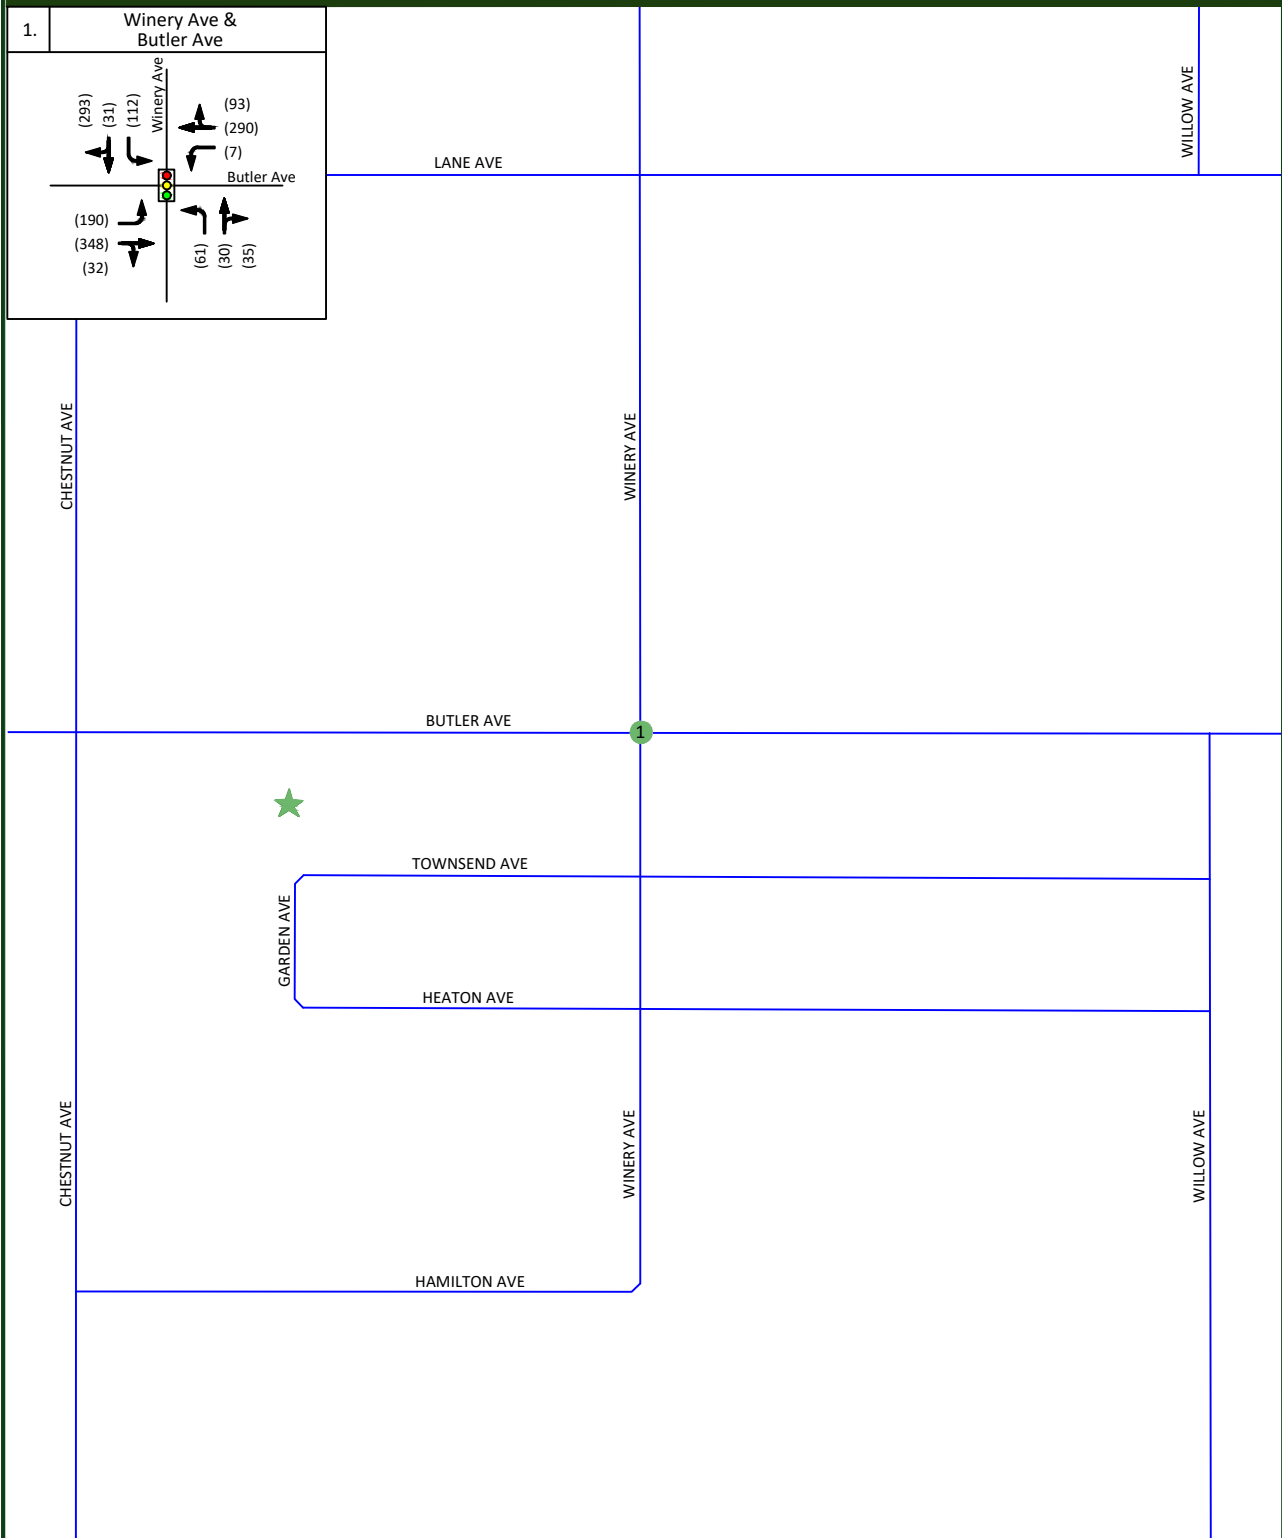 1.
Winery Ave &
Butler Ave
Winery Ave
(293)
(31)
(112)
(93)
(290)
(7)
Butler Ave
(190)
(348)
(32)
(61)
(30)
(35)
WILLOW AVE
LANE AVE
CHESTNUT AVE
WINERY AVE
BUTLER AVE
1
TOWNSEND AVE
GARDEN AVE
HEATON AVE
CHESTNUT AVE
WINERY AVE
WILLOW AVE
HAMILTON AVE